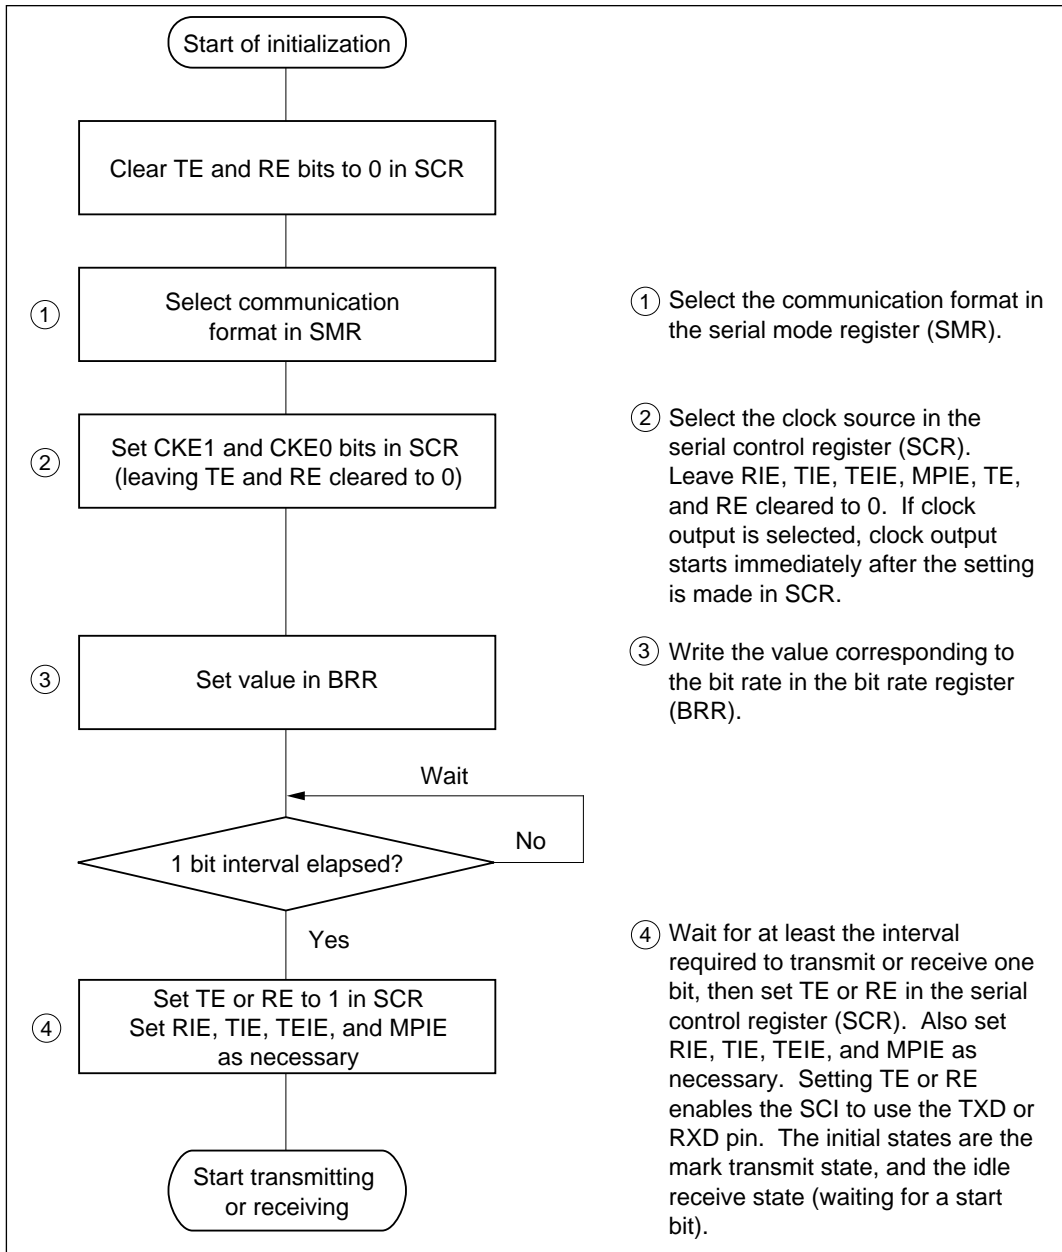 Start of initialization
Clear TE and RE bits to 0 in SCR
1
Select communication
format in SMR
1 Select the communication format in
the serial mode register (SMR).
2
Set CKE1 and CKE0 bits in SCR
(leaving TE and RE cleared to 0)
2 Select the clock source in the
serial control register (SCR).
Leave RIE, TIE, TEIE, MPIE, TE,
and RE cleared to 0. If clock
output is selected, clock output
starts immediately after the setting
is made in SCR.
3
Set value in BRR
3 Write the value corresponding to
the bit rate in the bit rate register
(BRR).
Wait
No
1 bit interval elapsed?
Yes
4
Set TE or RE to 1 in SCR
Set RIE, TIE, TEIE, and MPIE
as necessary
4 Wait for at least the interval
required to transmit or receive one
bit, then set TE or RE in the serial
control register (SCR). Also set
RIE, TIE, TEIE, and MPIE as
necessary. Setting TE or RE
enables the SCI to use the TXD or
RXD pin. The initial states are the
mark transmit state, and the idle
receive state (waiting for a start
bit).
Start transmitting
or receiving